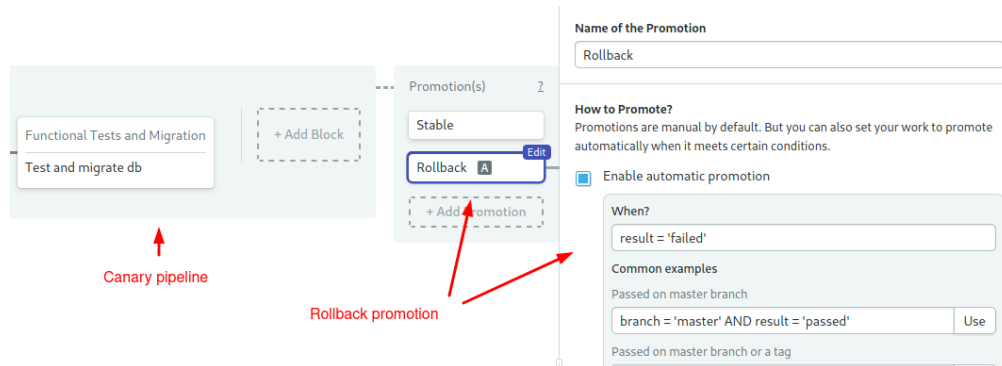 Functional Tests and Migration
Test and migrate db
+ Add Block
Canary pipeline
Promotion(s) ?
Stable
Edit
Rollback A
+ Add Promotion
Rollback promotion
Name of the Promotion
Rollback
How to Promote?
Promotions are manual by default. But you can also set your work to promote
automatically when it meets certain conditions.
Enable automatic promotion
When?
result = 'failed'
Common examples
Passed on master branch
branch = 'master' AND result = 'passed' Use
Passed on master branch or a tag